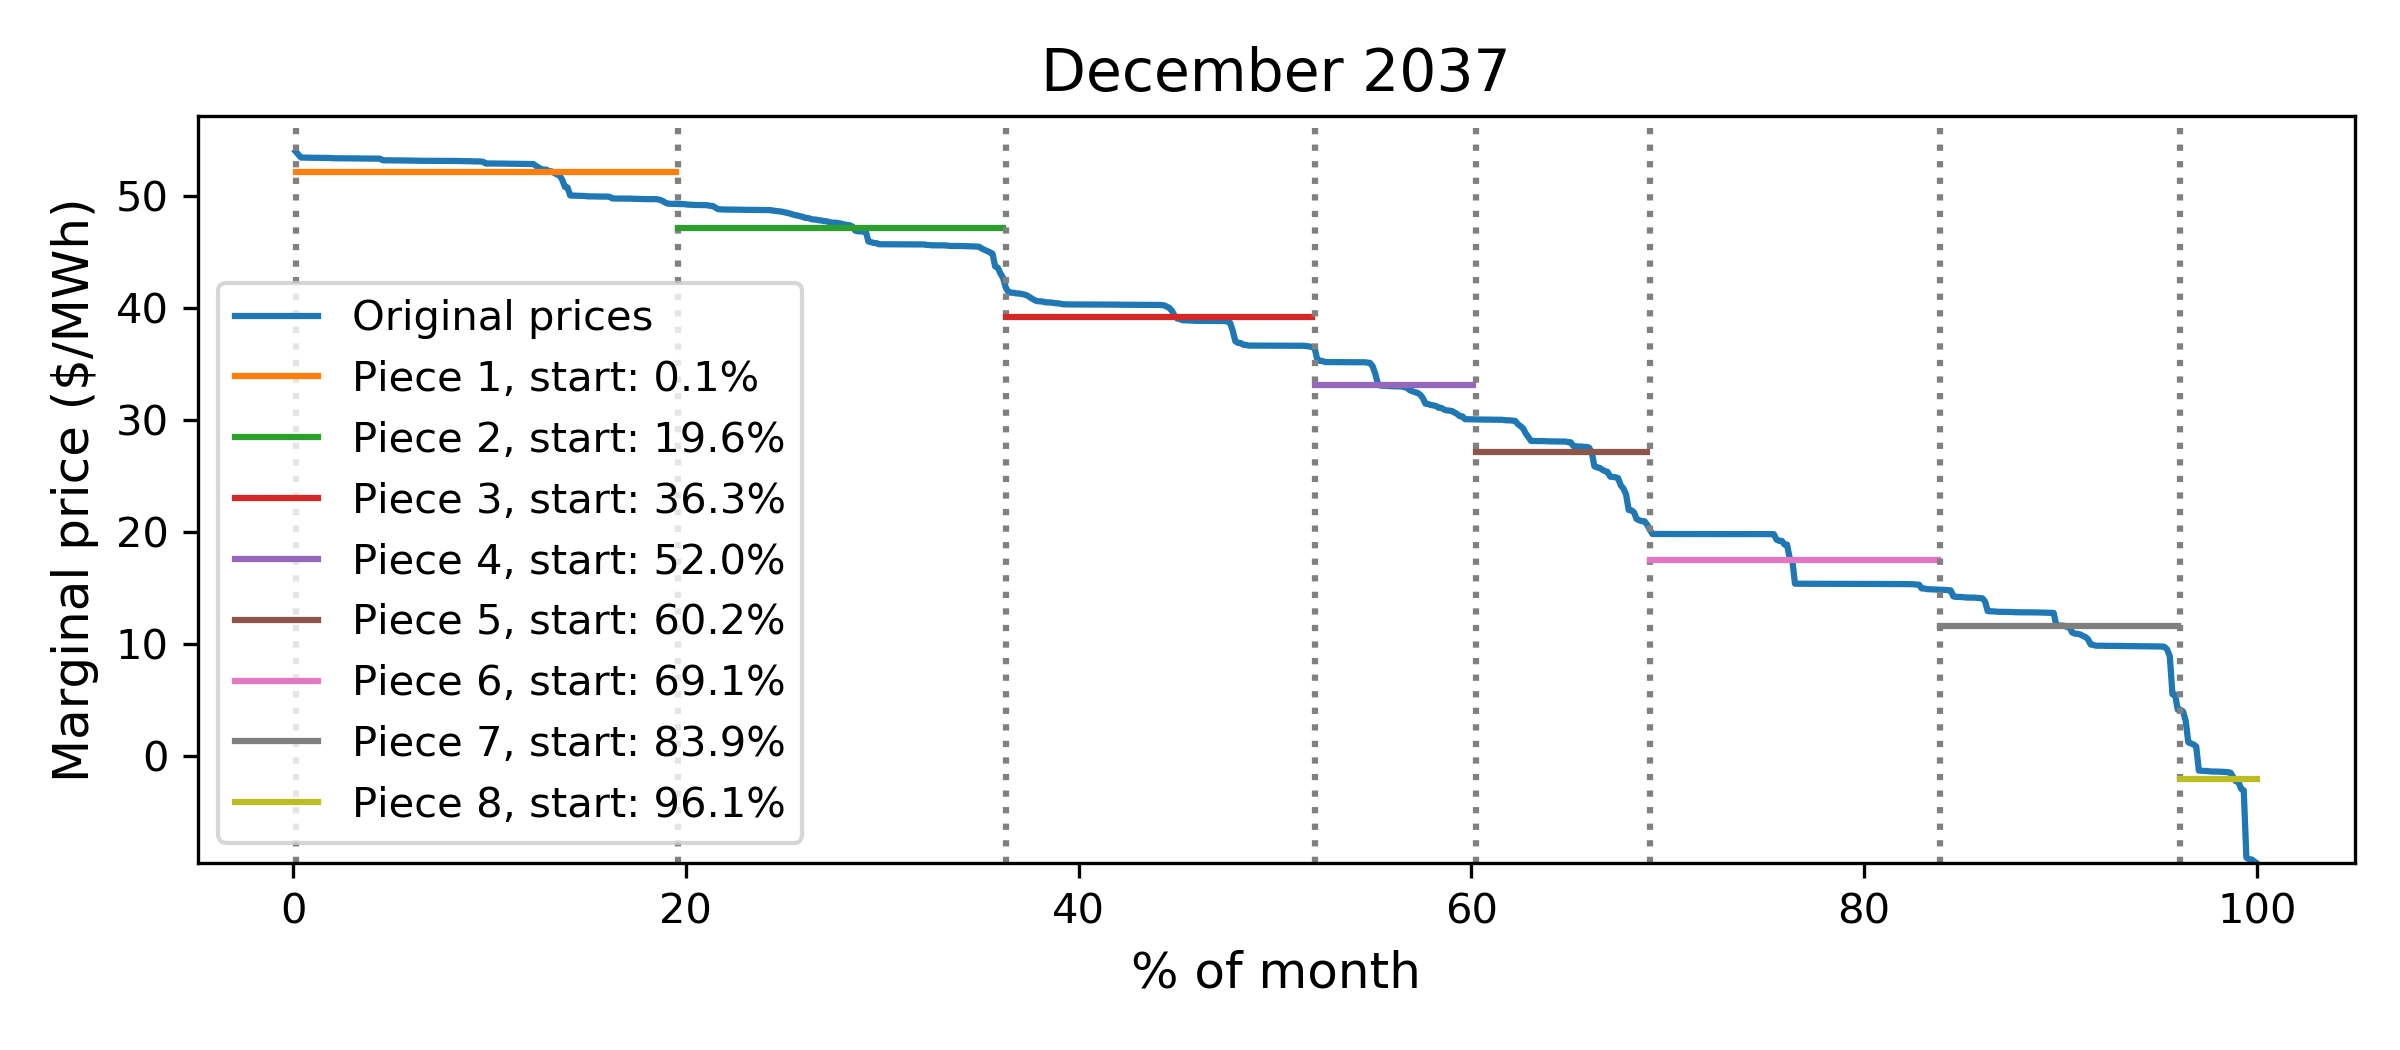 December 2037
Marginal price ($/MWh)
50
40
30
20
10
0
Original prices
Piece 1, start: 0.1%
Piece 2, start: 19.6%
Piece 3, start: 36.3%
Piece 4, start: 52.0%
Piece 5, start: 60.2%
Piece 6, start: 69.1%
Piece 7, start: 83.9%
Piece 8, start: 96.1%
0 20 40 60 80 100
% of month